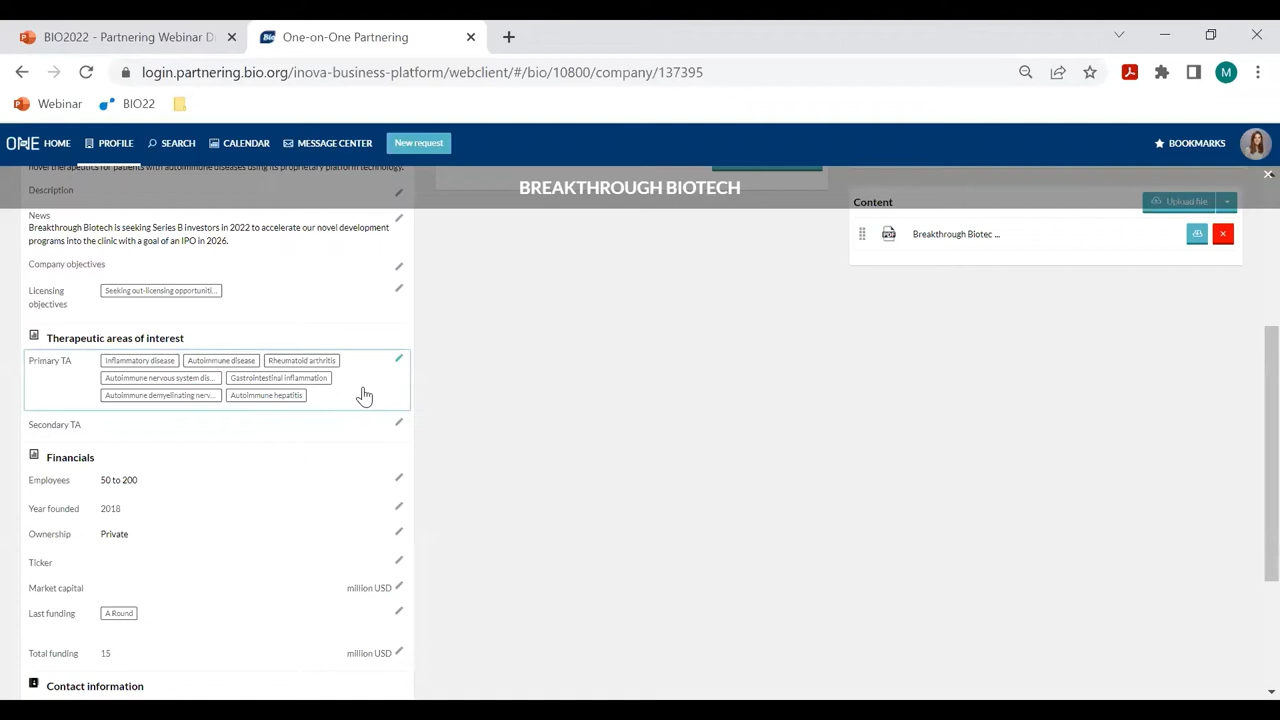 BIO2022 - Partnering Webinar D
One-on-One Partnering
login.partnering.bio.org/inova-business-platform/webclient/#/bio/10800/company/137395
M
Webinar
BIO22
ONE HOME PROFILE SEARCH CALENDAR MESSAGE CENTER New request BOOKMARKS
novel therapeutics for patients with autoimmune diseases using its proprietary platform technology.
BREAKTHROUGH BIOTECH
Description
News
Breakthrough Biotech is seeking Series B investors in 2022 to accelerate our novel development
programs into the clinic with a goal of an IPO in 2026.
Company objectives
Licensing
objectives
Seeking out-licensing opportuniti...
Therapeutic areas of interest
Primary TA
Inflammatory disease Autoimmune disease Rheumatoid arthritis
Autoimmune nervous system dis... Gastrointestinal inflammation
Autoimmune demyelinating nerv... Autoimmune hepatitis
Secondary TA
Financials
Employees 50 to 200
Year founded 2018
Ownership Private
Ticker
Market capital million USD
Last funding A Round
Total funding 15 million USD
Contact information
Content
Upload file
PDF
Breakthrough Biotec ...